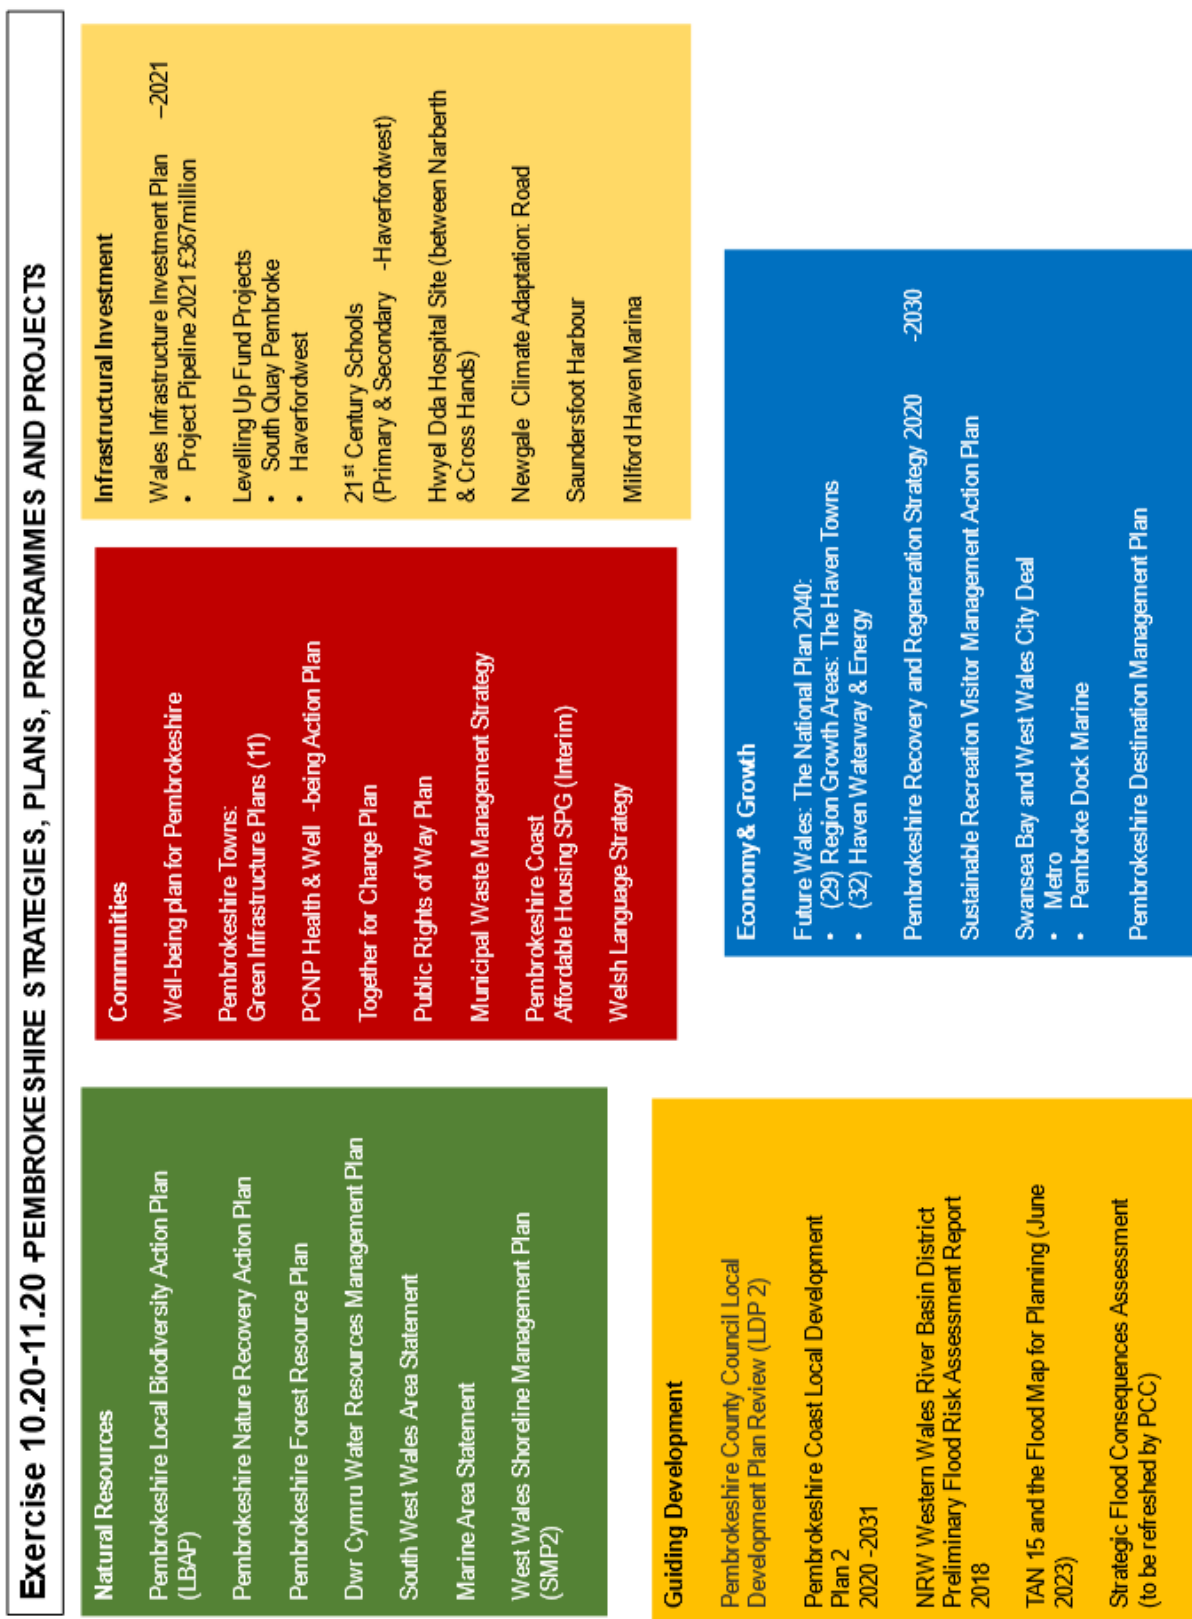 Exercise 10.20-11.20 -PEMBROKESHIRE STRATEGIES, PLANS, PROGRAMMES AND PROJECTS
Natural Resources
Pembrokeshire Local Biodiversity Action Plan
(LBAP)
Pembrokeshire Nature Recovery Action Plan
Pembrokeshire Forest Resource Plan
Dwr Cymru Water Resources Management Plan
South West Wales Area Statement
Marine Area Statement
West Wales Shoreline Management Plan
(SMP2)
Communities
Well-being plan for Pembrokeshire
Pembrokeshire Towns:
Green Infrastructure Plans (11)
PCNP Health & Well -being Action Plan
Together for Change Plan
Public Rights of Way Plan
Municipal Waste Management Strategy
Pembrokeshire Coast
Affordable Housing SPG (Interim)
Welsh Language Strategy
Infrastructural Investment
Wales Infrastructure Investment Plan –2021
• Project Pipeline 2021 £367million
Levelling Up Fund Projects
• South Quay Pembroke
• Haverfordwest
21st Century Schools
(Primary & Secondary -Haverfordwest)
Hwyel Dda Hospital Site (between Narberth
& Cross Hands)
Newgale Climate Adaptation: Road
Saundersfoot Harbour
Milford Haven Marina
Guiding Development
Pembrokeshire County Council Local
Development Plan Review (LDP 2)
Pembrokeshire Coast Local Development
Plan 2
2020 -2031
NRW Western Wales River Basin District
Preliminary Flood Risk Assessment Report
2018
TAN 15 and the Flood Map for Planning (June
2023)
Strategic Flood Consequences Assessment
(to be refreshed by PCC)
Economy & Growth
Future Wales: The National Plan 2040:
• (29) Region Growth Areas: The Haven Towns
• (32) Haven Waterway & Energy
Pembrokeshire Recovery and Regeneration Strategy 2020 -2030
Sustainable Recreation Visitor Management Action Plan
Swansea Bay and West Wales City Deal
• Metro
• Pembroke Dock Marine
Pembrokeshire Destination Management Plan